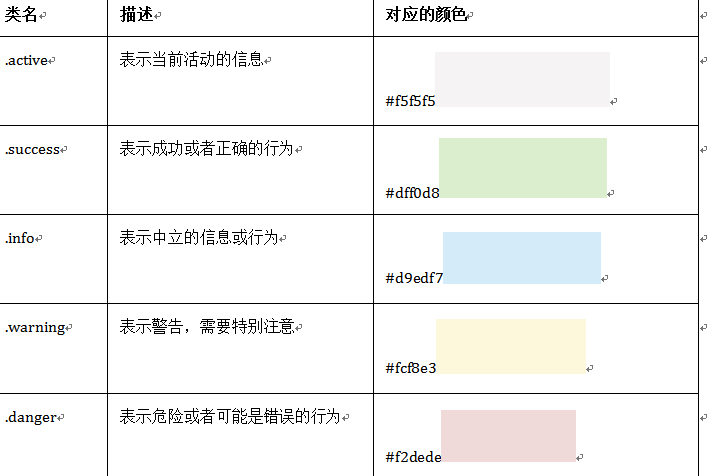 类名 描述 对应的颜色
.active 表示当前活动的信息 #f5f5f5
.success 表示成功或者正确的行为 #dff0d8
.info 表示中立的信息或行为 #d9edf7
.warning 表示警告，需要特别注意 #fcf8e3
.danger 表示危险或者可能是错误的行为 #f2dede